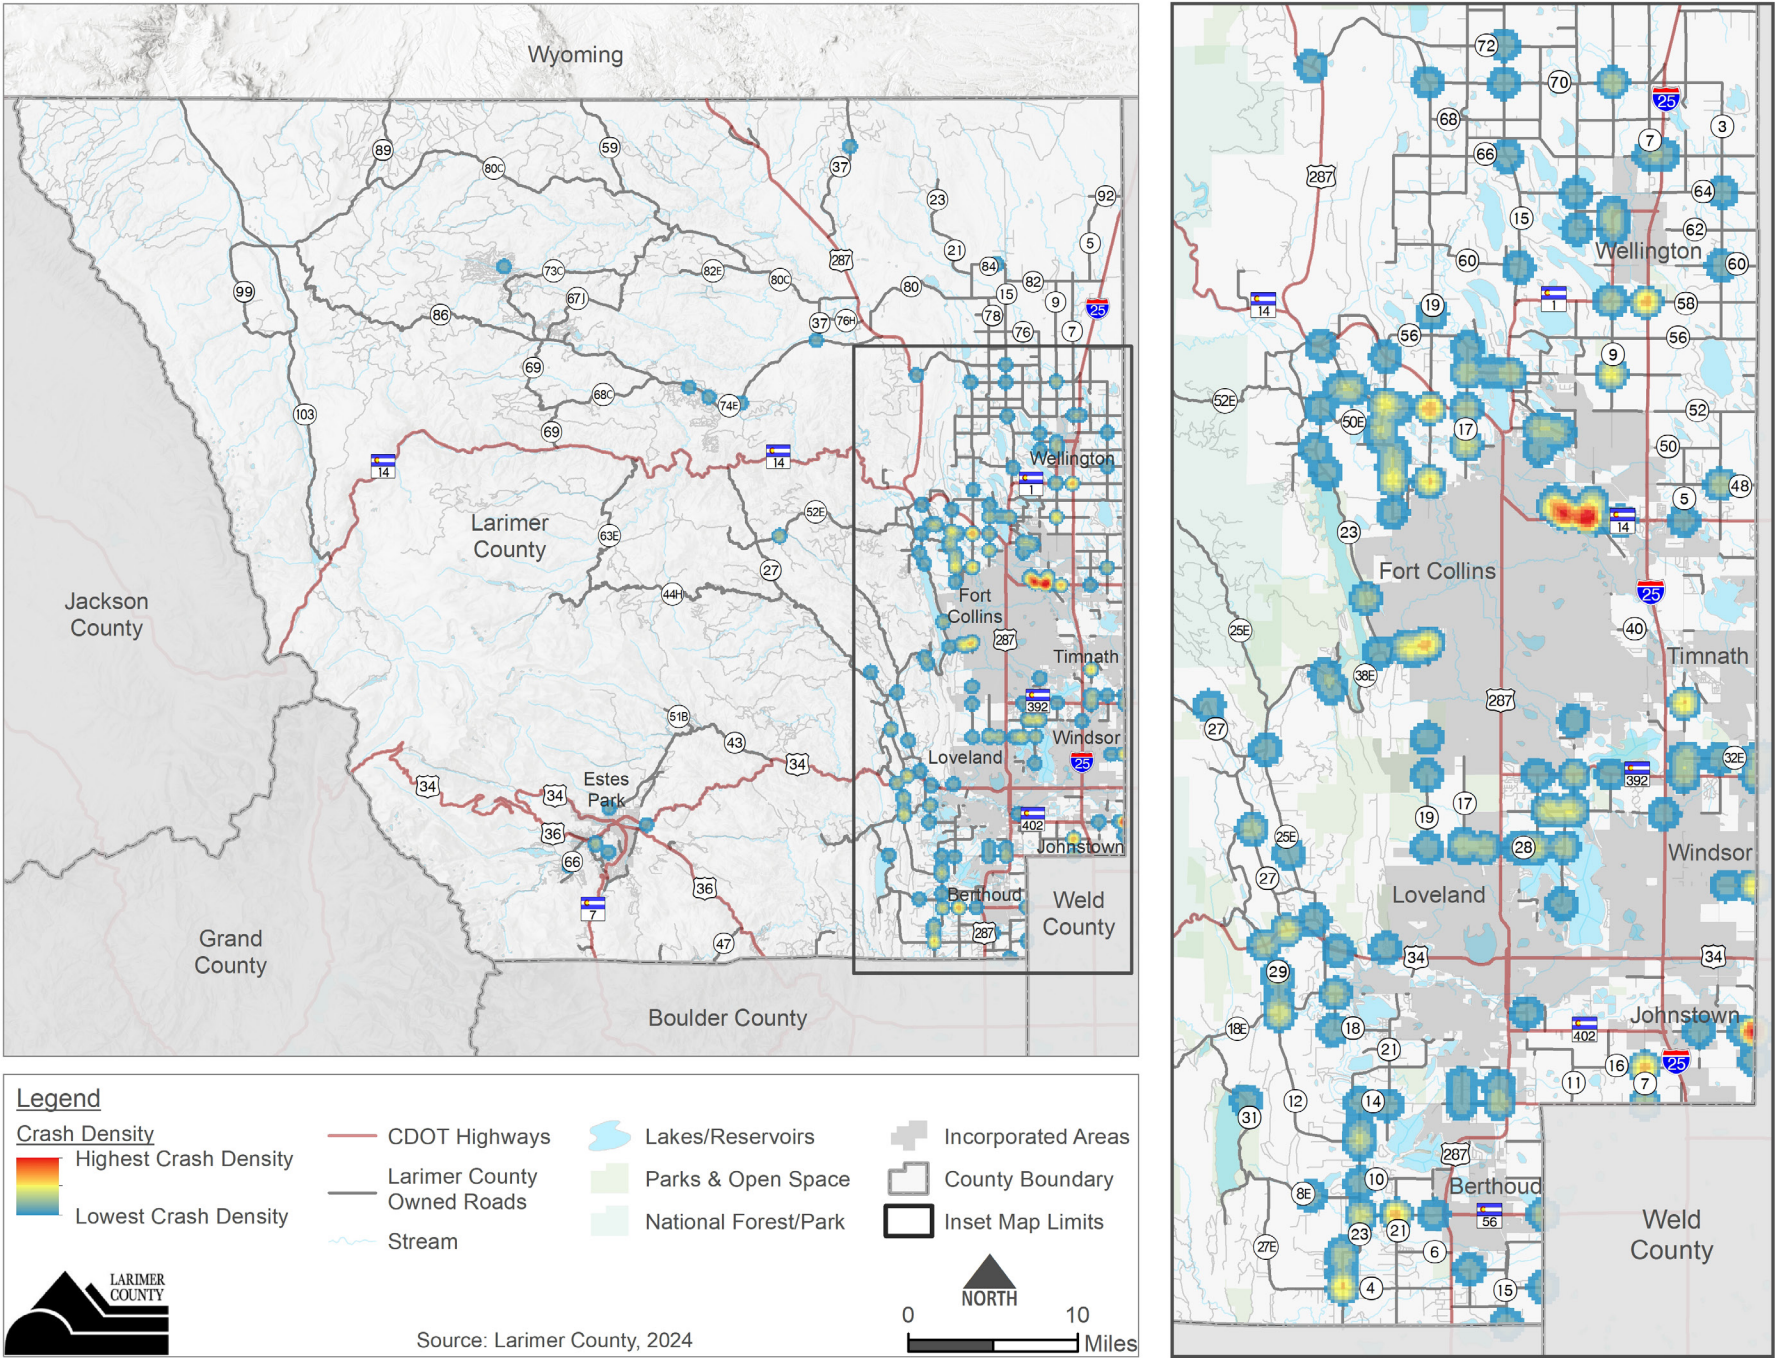 Wyoming
89
80C
59
37
23
92
21
5
287
84
99
73C
82E
80C
80
82
67J
15
9
25
86
78
37
76H
76
7
69
68C
74E
103
69
14
14
Wellington
1
Larimer
County
52E
63E
27
44H
Fort
Collins
Jackson
County
287
Timnath
392
51B
43
Windsor
Loveland
34
34
25
Estes
Park
34
36
402
66
Johnstown
36
Berthoud
7
Weld
County
287
Grand
County
47
Boulder County
Legend
Crash Density
Highest Crash Density
Lowest Crash Density
CDOT Highways
Larimer County
Owned Roads
Stream
Lakes/Reservoirs
Parks & Open Space
National Forest/Park
Incorporated Areas
County Boundary
Inset Map Limits
LARIMER
COUNTY
Source: Larimer County, 2024
NORTH
0
10
Miles
72
70
25
68
3
7
66
287
64
15
62
Wellington
60
60
14
19
1
58
56
56
9
52E
50E
17
52
50
48
5
14
23
Fort Collins
25
25E
40
Timnath
38E
287
27
32E
392
17
19
25E
28
Windsor
27
Loveland
34
34
29
18E
18
402
Johnstown
21
16
25
11
7
12
14
31
287
10
8E
Berthoud
56
23
21
27E
6
4
15
Weld
County